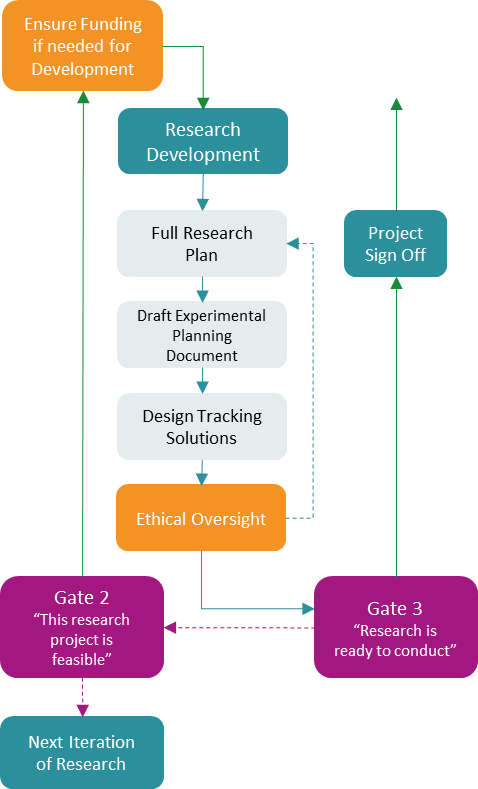 Ensure Funding
if needed for
Development
Research
Development
Full Research
Plan
Project
Sign Off
Draft Experimental
Planning
Document
Design Tracking
Solutions
Ethical Oversight
Gate 2
“This research
project is
feasible”
Gate 3
“Research is
ready to conduct”
Next Iteration
of Research